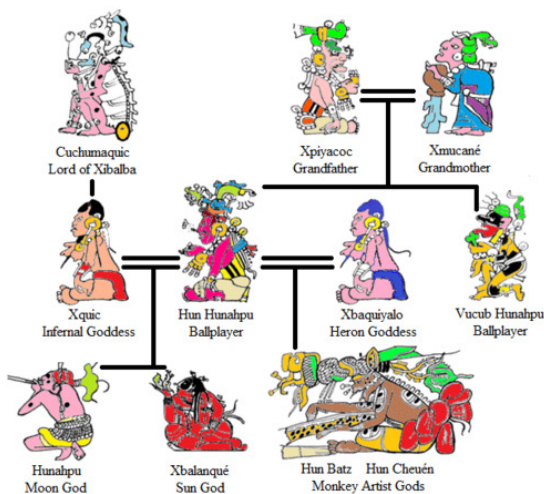 Cuchumaquic
Lord of Xibalba
Xpiyacoc
Grandfather
Xmucané
Grandmother
Xquic
Infernal Goddess
Hun Hunahpu
Ballplayer
Xbaquiyalo
Heron Goddess
Vucub Hunahpu
Ballplayer
Hunahpu
Moon God
Xbalanqué
Sun God
Hun Batz Hun Cheuén
Monkey Artist Gods